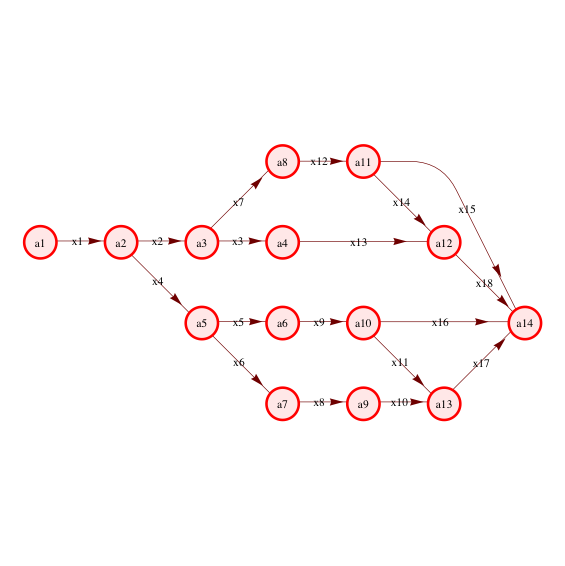 a8 x12 a11
x7 x14 x15
a1 x1 a2 x2 a3 x3 a4 x13 a12
x4 x18
a5 x5 a6 x9 a10 x16 a14
x6 x11 x17
a7 x8 a9 x10 a13